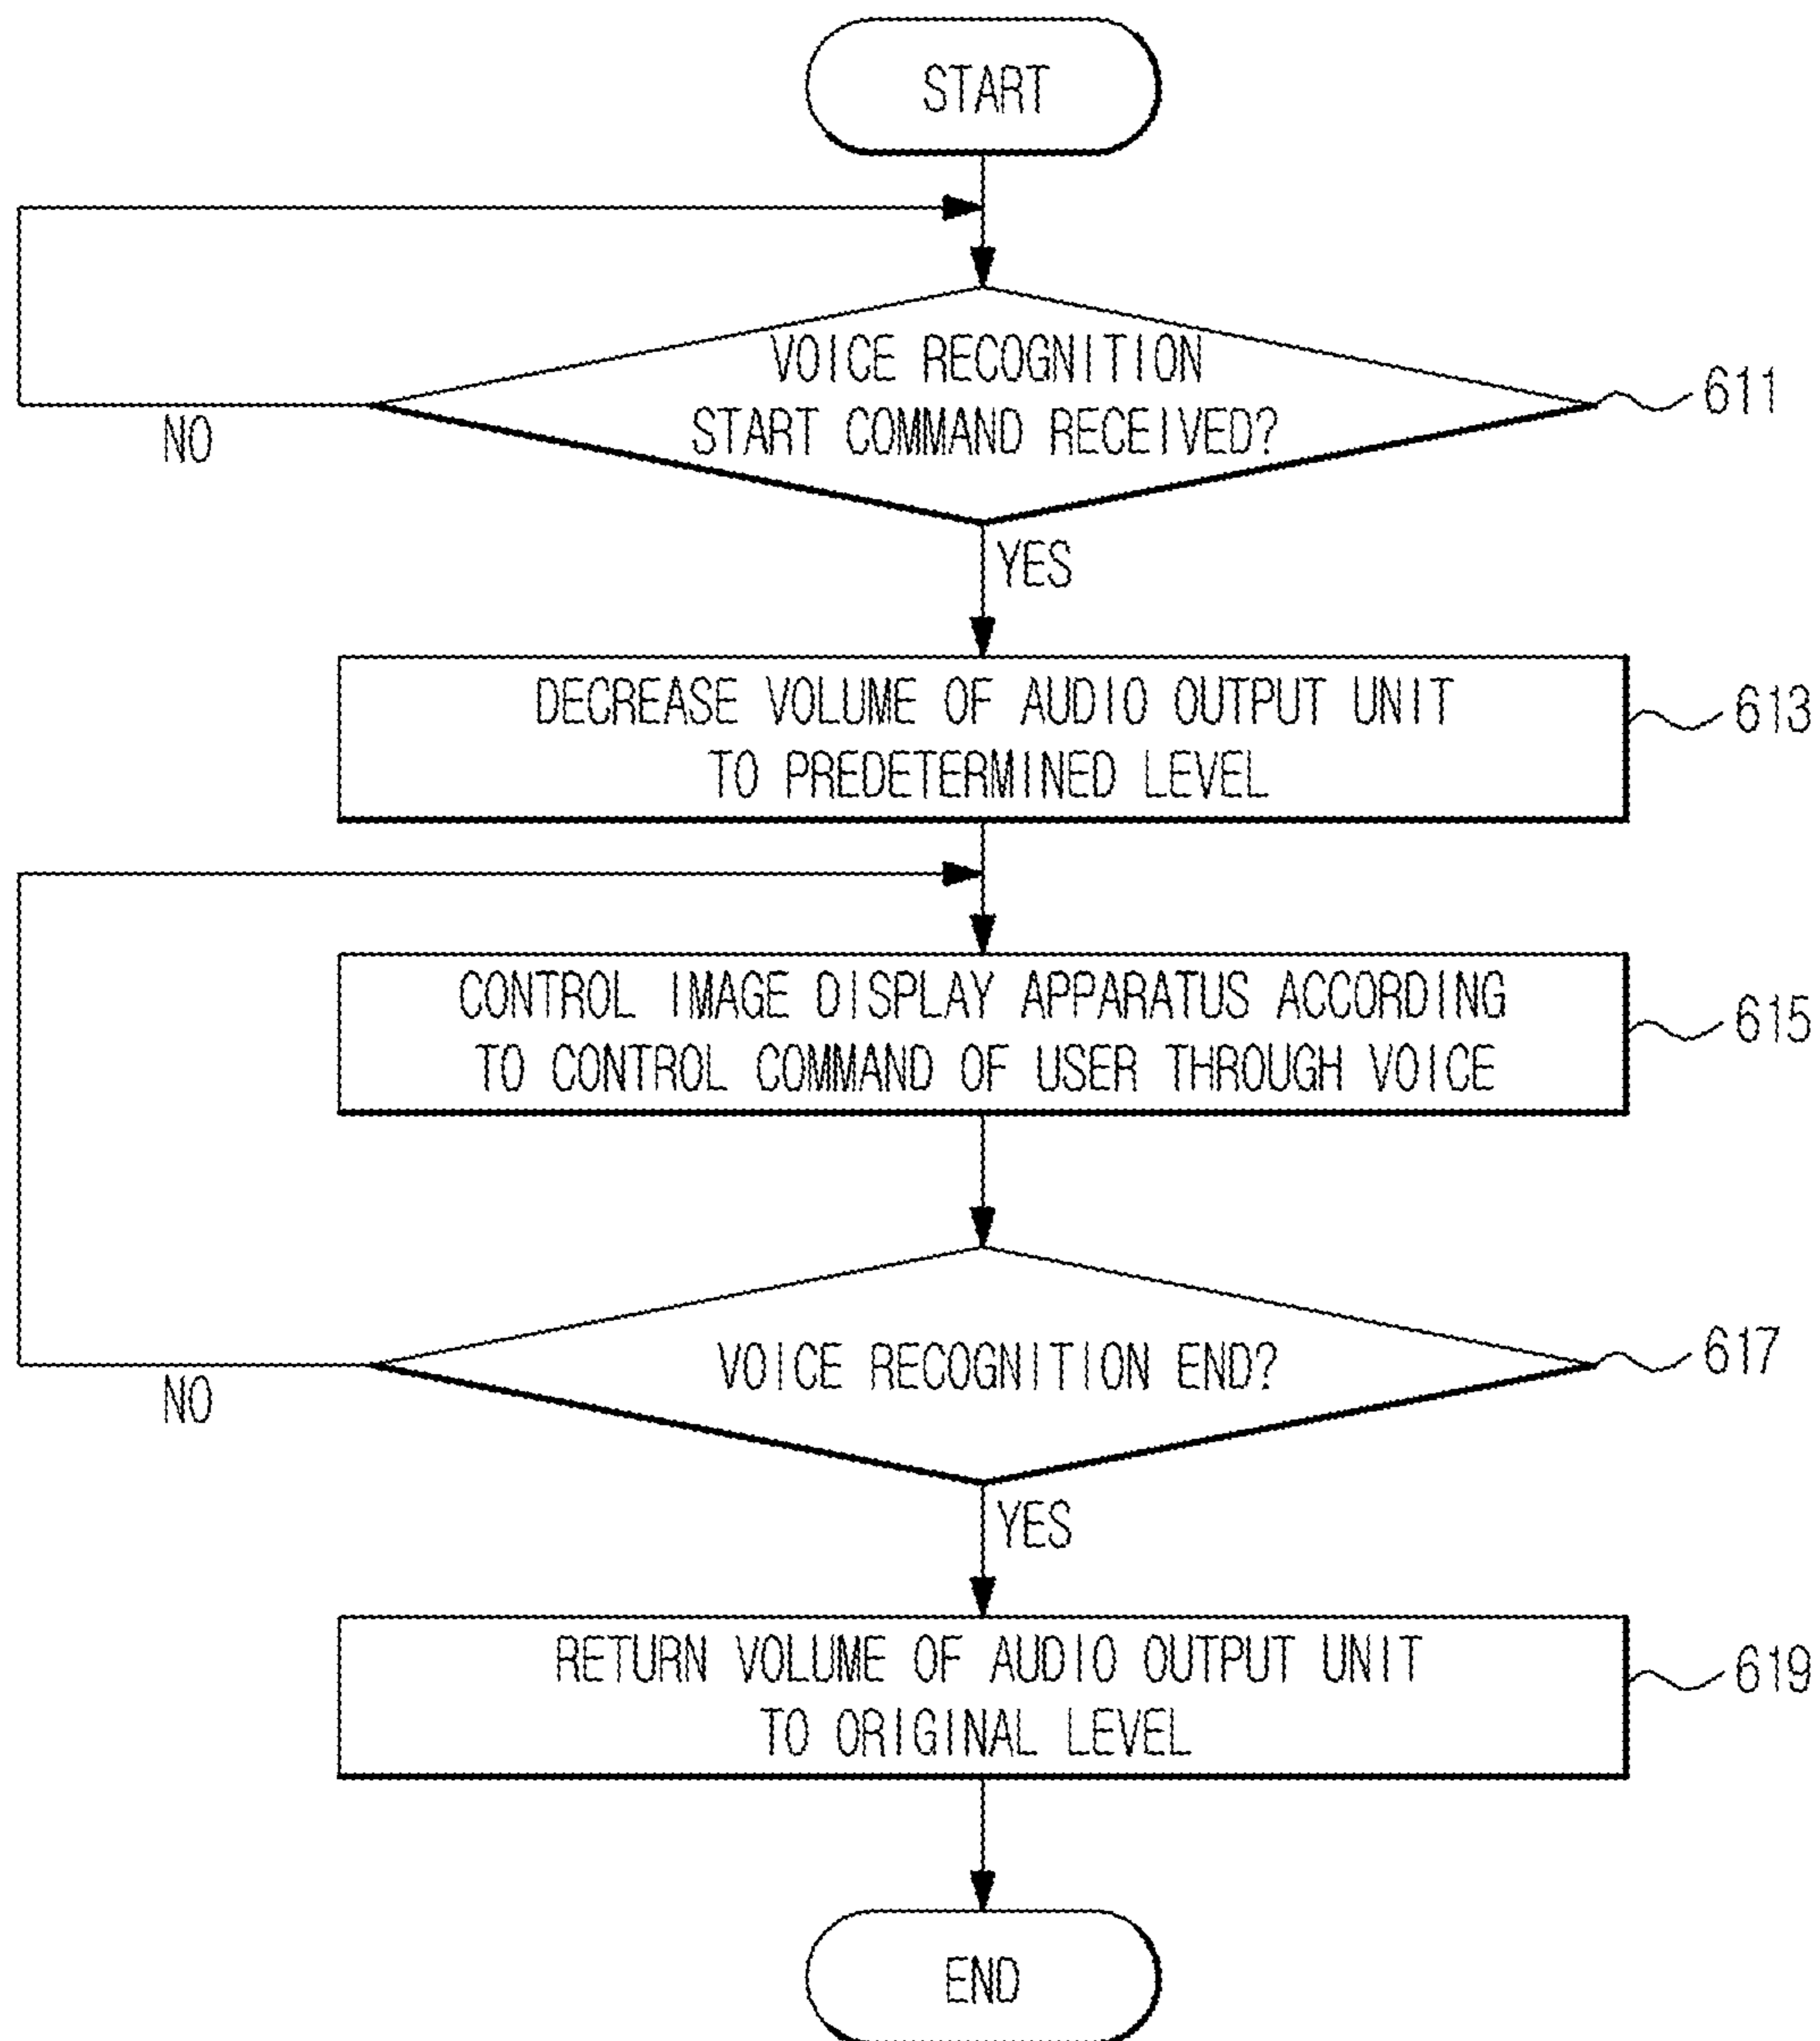 START
VOICE RECOGNITION
START COMMAND RECEIVED?
611
NO
YES
DECREASE VOLUME OF AUDIO OUTPUT UNIT
TO PREDETERMINED LEVEL
613
CONTROL IMAGE DISPLAY APPARATUS ACCORDING
TO CONTROL COMMAND OF USER THROUGH VOICE
615
VOICE RECOGNITION END?
617
NO
YES
RETURN VOLUME OF AUDIO OUTPUT UNIT
TO ORIGINAL LEVEL
619
END